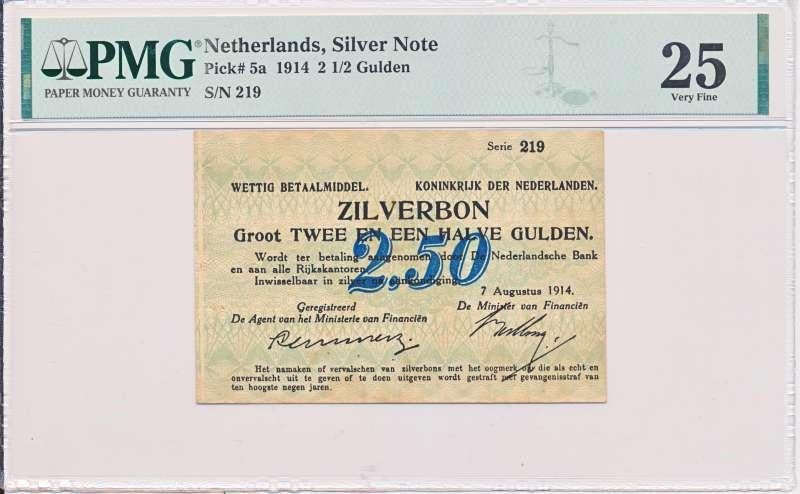 PMG®
PAPER MONEY GUARANTY
Netherlands, Silver Note
Pick# 5a 1914 2 1/2 Gulden
S/N 219
25
Very Fine
Serie 219
WETTIG BETAALMIDDEL. KONINKRIJK DER NEDERLANDEN.
ZILVERBON
Groot TWEE EN EEN HALVE GULDEN.
2.50
Wordt ter betaling aangenomen door De Nederlandsche Bank
en aan alle Rijkskantoren.
Inwisselbaar in zilver na aankondiging.
7 Augustus 1914.
Geregistreerd
De Agent van het Ministerie van Financiën
De Minister van Financiën
Het namaken of vervalschen van zilverbons met het oogmerk om die als echt en
onvervalscht uit te geven of te doen uitgeven wordt gestraft met gevangenisstraf van
ten hoogste negen jaren.